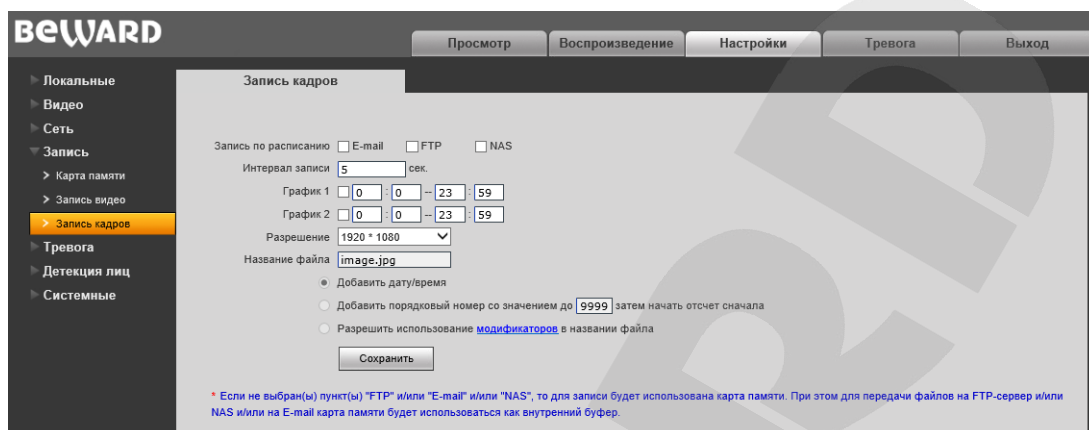 BEWARD
Просмотр Воспроизведение Настройки Тревога Выход
Локальные
Видео
Сеть
Запись
Карта памяти
Запись видео
Запись кадров
Тревога
Детекция лиц
Системные
Запись кадров
Запись по расписанию E-mail FTP NAS
Интервал записи 5 сек.
График 1 0 : 0 -- 23 : 59
График 2 0 : 0 -- 23 : 59
Разрешение 1920 * 1080
Название файла image.jpg
Добавить дату/время
Добавить порядковый номер со значением до 9999 затем начать отсчет сначала
Разрешить использование модификаторов в названии файла
Сохранить
* Если не выбран(ы) пункт(ы) "FTP" и/или "E-mail" и/или "NAS", то для записи будет использована карта памяти. При этом для передачи файлов на FTP-сервер и/или
NAS и/или на E-mail карта памяти будет использоваться как внутренний буфер.